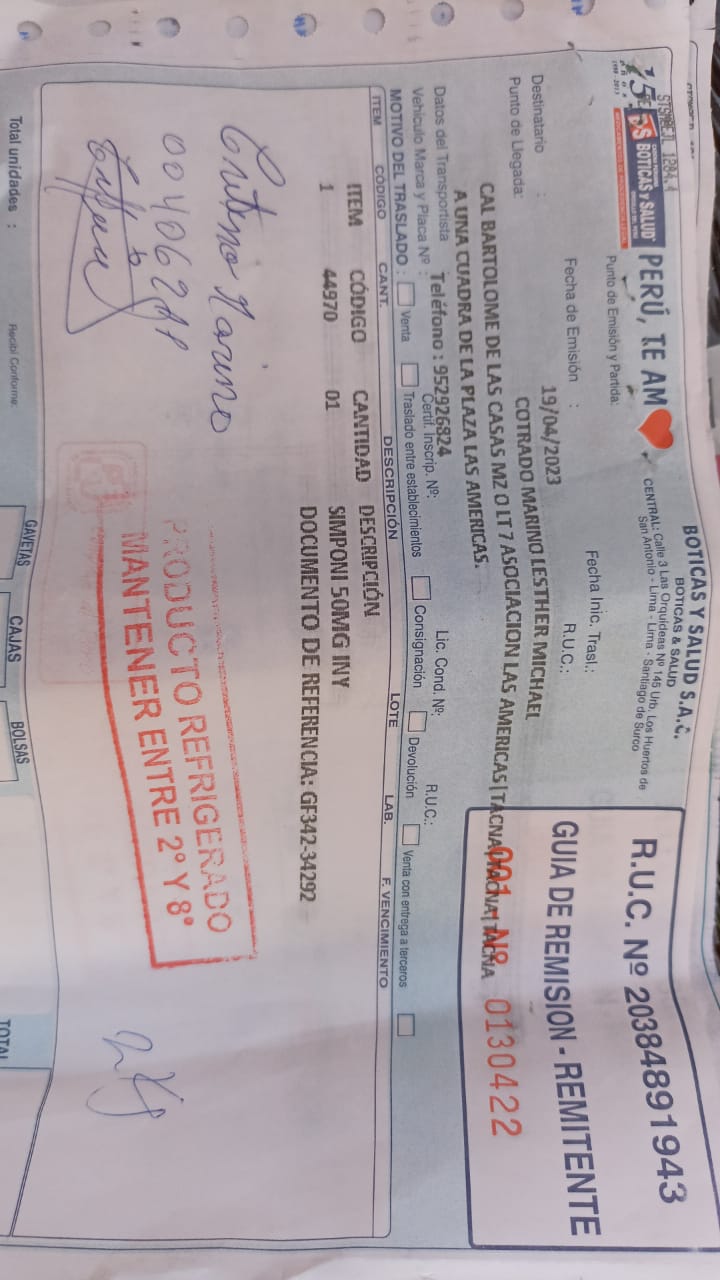 STSMBEJL 1284.4
BOTICAS Y SALUD
PERÚ, TE AM
BOTICAS Y SALUD S.A.C.
BOTICAS & SALUD
CENTRAL: Calle 3 Las Orquideas Nº 145 Urb. Los Huertos de
San Antonio - Lima - Lima - Santiago de Surco
R.U.C. Nº 20384891943
GUIA DE REMISION - REMITENTE
001 - Nº 0130422
Punto de Emisión y Partida:
Fecha de Emisión : 19/04/2023 Fecha Inic. Trasl.:
Destinatario : COTRADO MARINO LESTHER MICHAEL R.U.C.:
Punto de Llegada: CAL BARTOLOME DE LAS CASAS MZ O LT 7 ASOCIACION LAS AMERICAS|TACNA|TACNA|TACNA
A UNA CUADRA DE LA PLAZA LAS AMERICAS.
Datos del Transportista Teléfono : 952926824 Lic. Cond. Nº: R.U.C.:
Vehículo Marca y Placa Nº : Certif. Inscrip. Nº:
MOTIVO DEL TRASLADO : Venta Traslado entre establecimientos Consignación Devolución Venta con entrega a terceros
ITEM CÓDIGO CANT. DESCRIPCIÓN LOTE LAB. F. VENCIMIENTO
ITEM CÓDIGO CANTIDAD DESCRIPCIÓN
1 44970 01 SIMPONI 50MG INY
DOCUMENTO DE REFERENCIA: GF342-34292
PRODUCTO REFRIGERADO
MANTENER ENTRE 2° Y 8°
Marino
Total unidades :
Recibí Conforme:
GAVETAS
CAJAS
BOLSAS
TOTAL